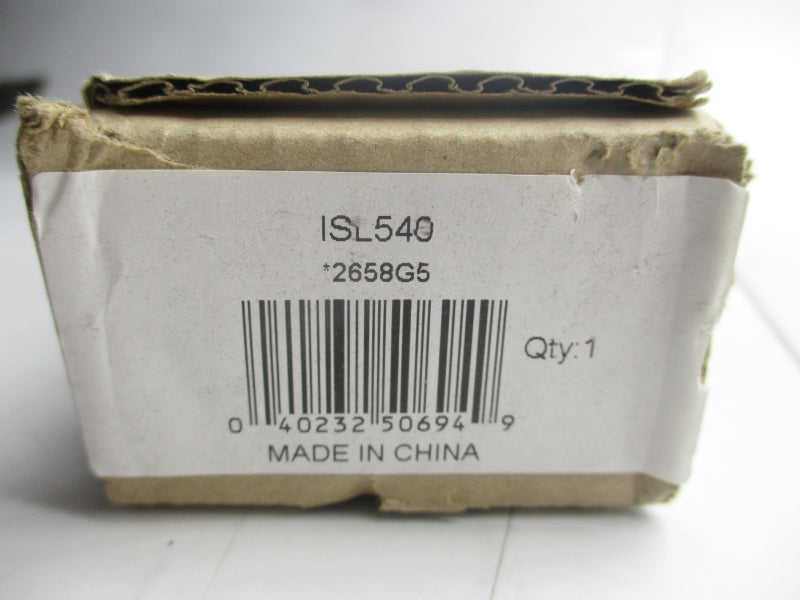 ISL540
*2658G5
Qty:1
0 40232 50694 9
MADE IN CHINA